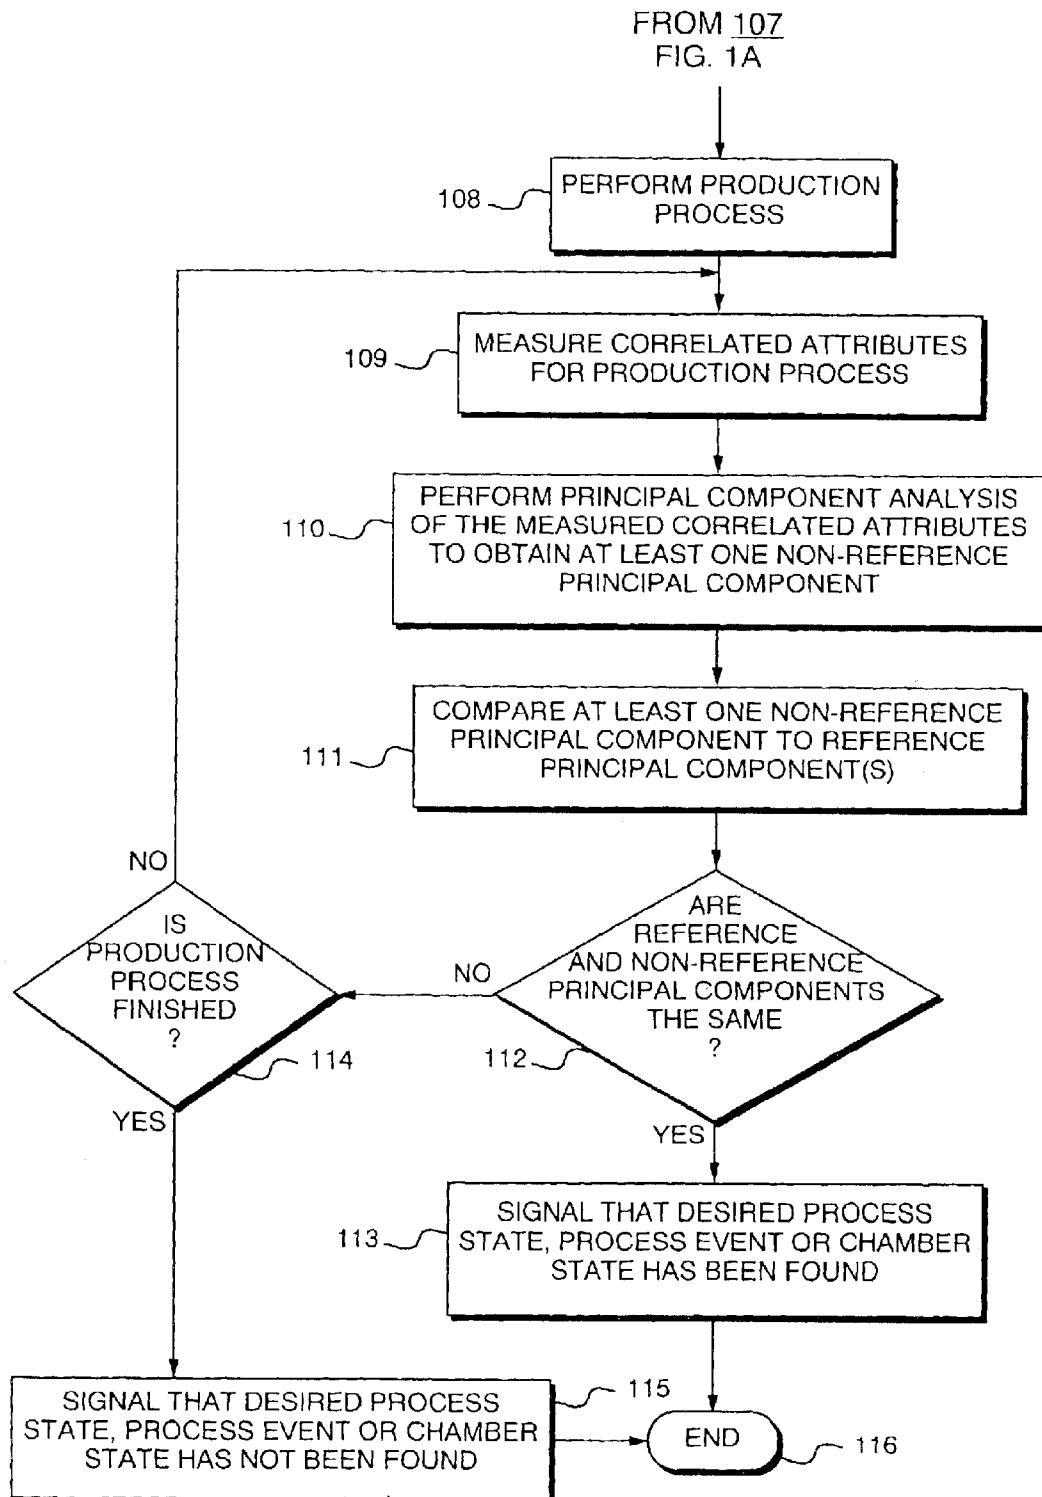 FROM 107
FIG. 1A
108
PERFORM PRODUCTION
PROCESS
109
MEASURE CORRELATED ATTRIBUTES
FOR PRODUCTION PROCESS
110
PERFORM PRINCIPAL COMPONENT ANALYSIS
OF THE MEASURED CORRELATED ATTRIBUTES
TO OBTAIN AT LEAST ONE NON-REFERENCE
PRINCIPAL COMPONENT
111
COMPARE AT LEAST ONE NON-REFERENCE
PRINCIPAL COMPONENT TO REFERENCE
PRINCIPAL COMPONENT(S)
ARE
REFERENCE
AND NON-REFERENCE
PRINCIPAL COMPONENTS
THE SAME
?
112
NO
YES
NO
IS
PRODUCTION
PROCESS
FINISHED
?
114
YES
113
SIGNAL THAT DESIRED PROCESS
STATE, PROCESS EVENT OR CHAMBER
STATE HAS BEEN FOUND
SIGNAL THAT DESIRED PROCESS
STATE, PROCESS EVENT OR CHAMBER
STATE HAS NOT BEEN FOUND
115
END
116